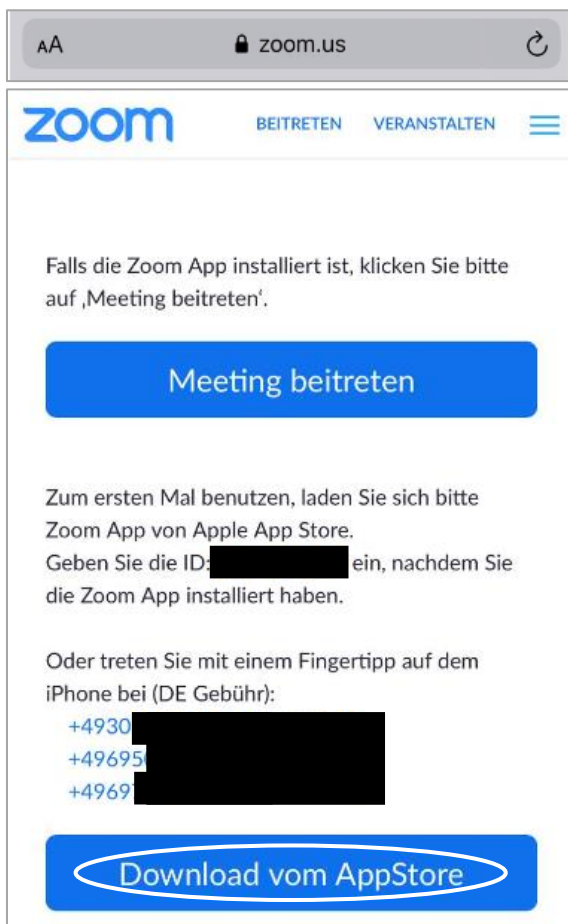 AA zoom.us
zoom BEITRETEN VERANSTALTEN
Falls die Zoom App installiert ist, klicken Sie bitte
auf ‚Meeting beitreten‘.
Meeting beitreten
Zum ersten Mal benutzen, laden Sie sich bitte
Zoom App von Apple App Store.
Geben Sie die ID: ein, nachdem Sie
die Zoom App installiert haben.
Oder treten Sie mit einem Fingertipp auf dem
iPhone bei (DE Gebühr):
+4930
+49695
+4969
Download vom AppStore